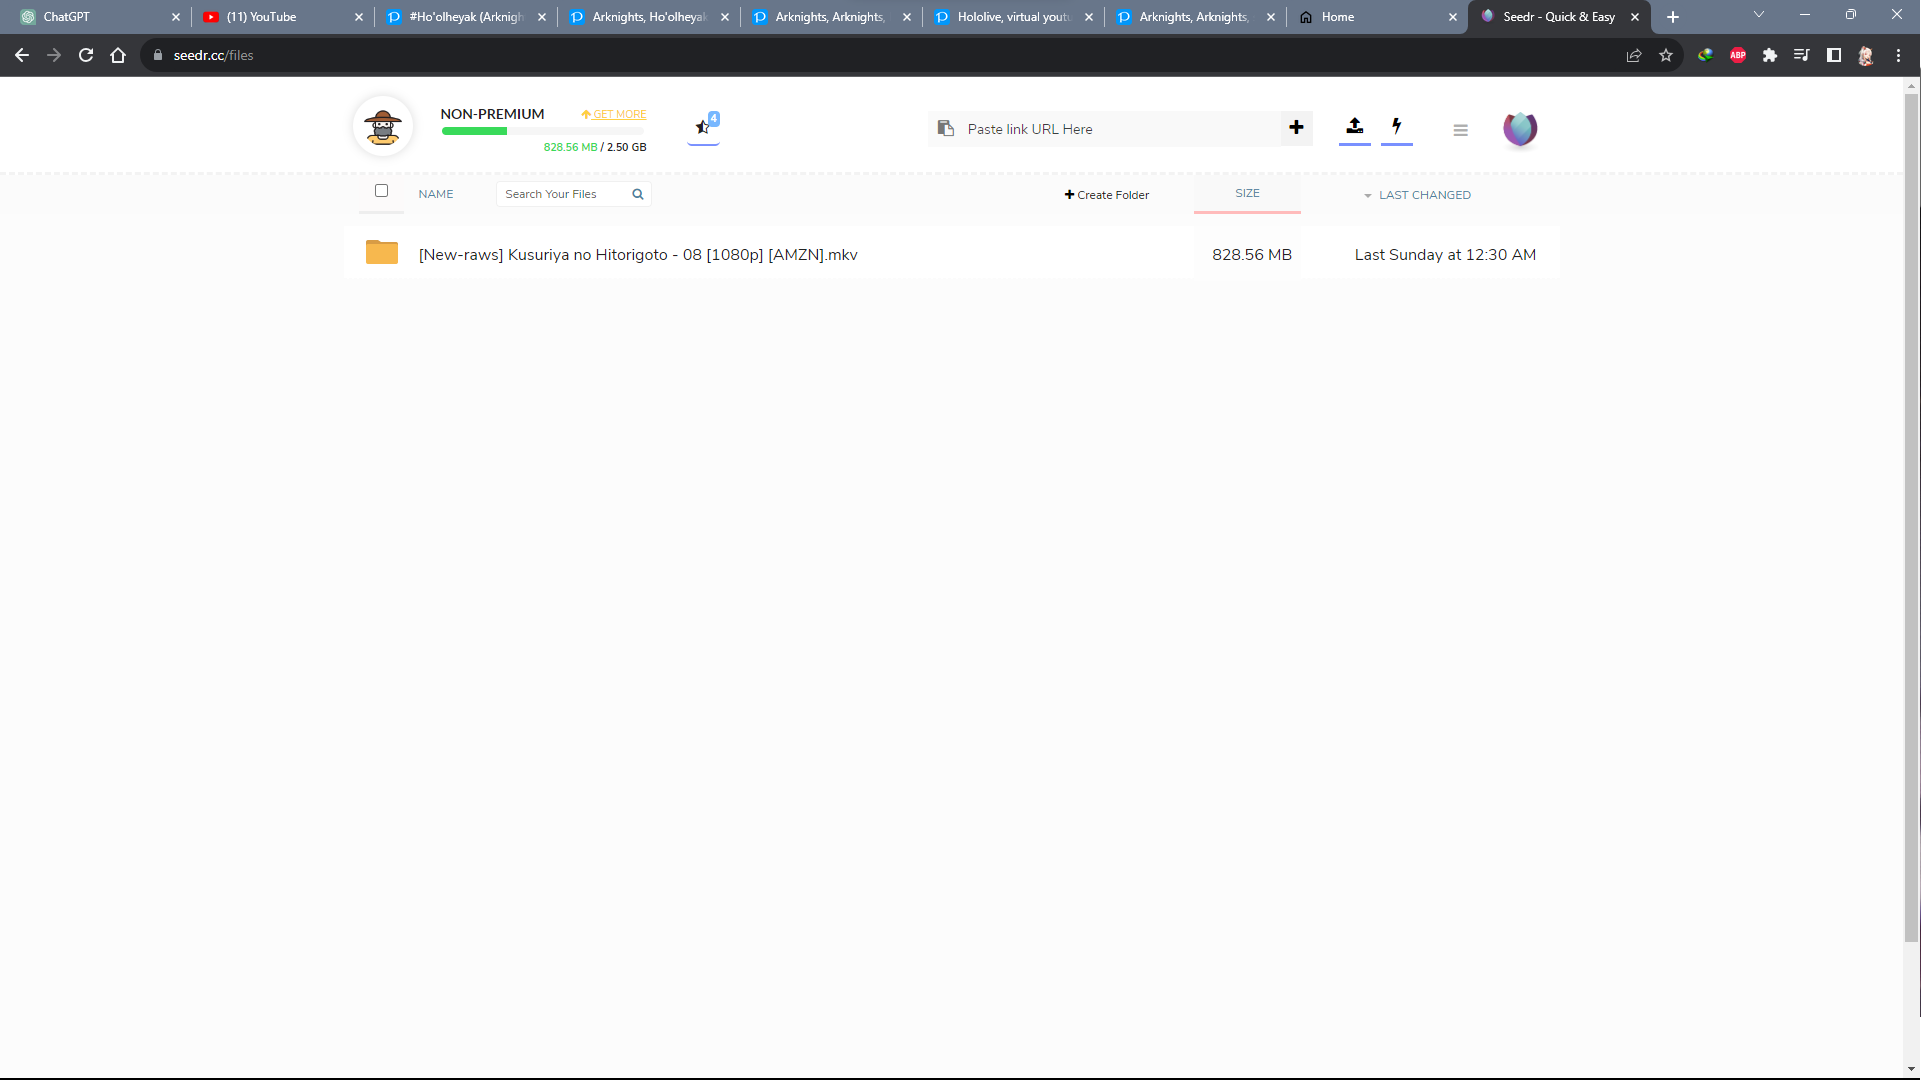 ChatGPT
(11) YouTube
#Ho'olheyak (Arknigh
Arknights, Ho'olheyak
Arknights, Arknights,
Hololive, virtual youtu
Arknights, Arknights,
Home
Seedr - Quick & Easy
seedr.cc/files
ABP
NON-PREMIUM
GET MORE
828.56 MB / 2.50 GB
4
Paste link URL Here
NAME
Search Your Files
Create Folder
SIZE
LAST CHANGED
[New-raws] Kusuriya no Hitorigoto - 08 [1080p] [AMZN].mkv
828.56 MB
Last Sunday at 12:30 AM